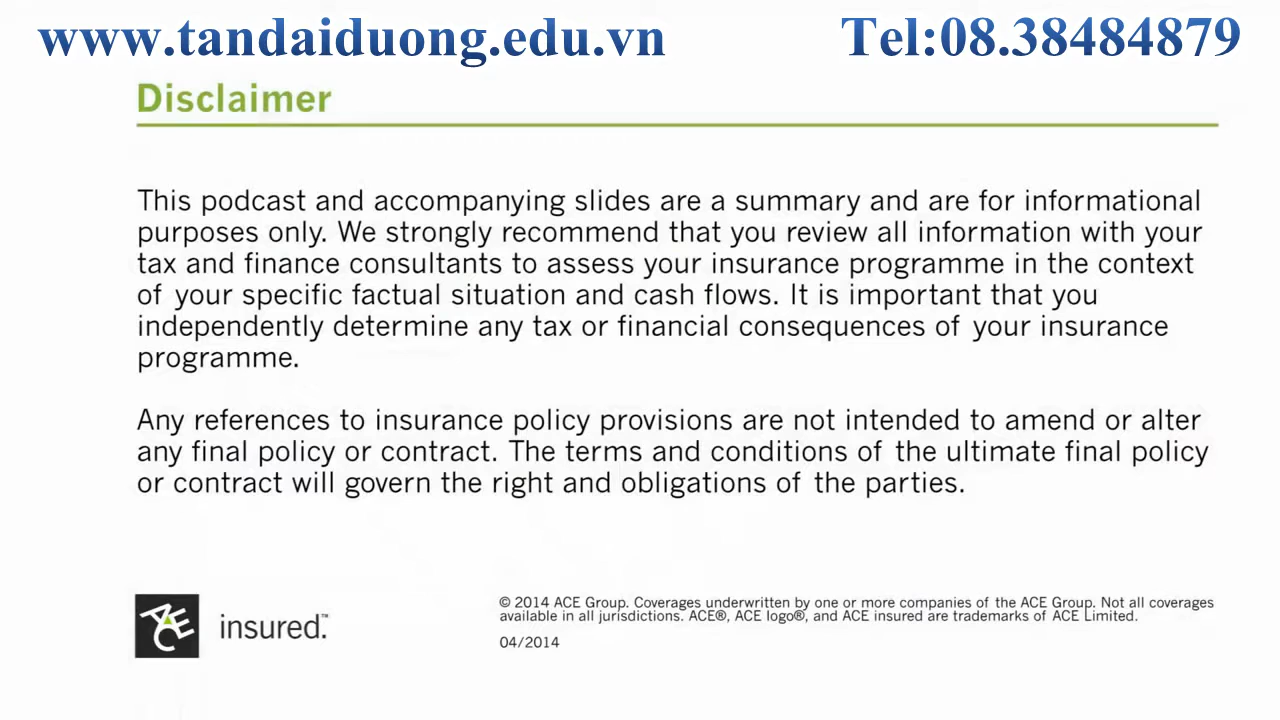 www.tandaiduong.edu.vn Tel:08.38484879
Disclaimer
This podcast and accompanying slides are a summary and are for informational
purposes only. We strongly recommend that you review all information with your
tax and finance consultants to assess your insurance programme in the context
of your specific factual situation and cash flows. It is important that you
independently determine any tax or financial consequences of your insurance
programme.
Any references to insurance policy provisions are not intended to amend or alter
any final policy or contract. The terms and conditions of the ultimate final policy
or contract will govern the right and obligations of the parties.
ACE insured.™
© 2014 ACE Group. Coverages underwritten by one or more companies of the ACE Group. Not all coverages
available in all jurisdictions. ACE®, ACE logo®, and ACE insured are trademarks of ACE Limited.
04/2014